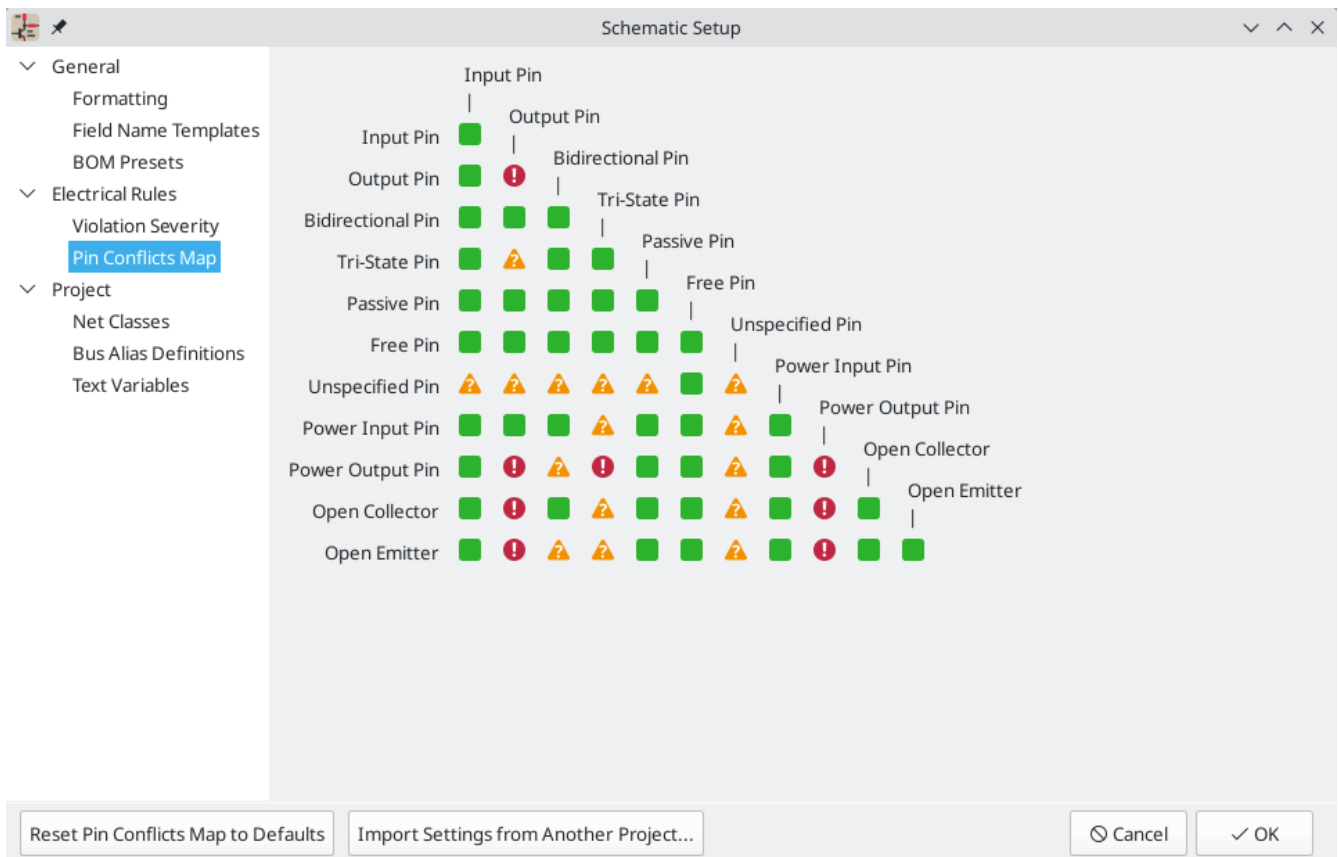 Schematic Setup
General
Formatting
Field Name Templates
BOM Presets
Electrical Rules
Violation Severity
Pin Conflicts Map
Project
Net Classes
Bus Alias Definitions
Text Variables
Input Pin
Output Pin
Bidirectional Pin
Tri-State Pin
Passive Pin
Free Pin
Unspecified Pin
Power Input Pin
Power Output Pin
Open Collector
Open Emitter
Input Pin
Output Pin
Bidirectional Pin
Tri-State Pin
Passive Pin
Free Pin
Unspecified Pin
Power Input Pin
Power Output Pin
Open Collector
Open Emitter
Reset Pin Conflicts Map to Defaults
Import Settings from Another Project...
Cancel
OK